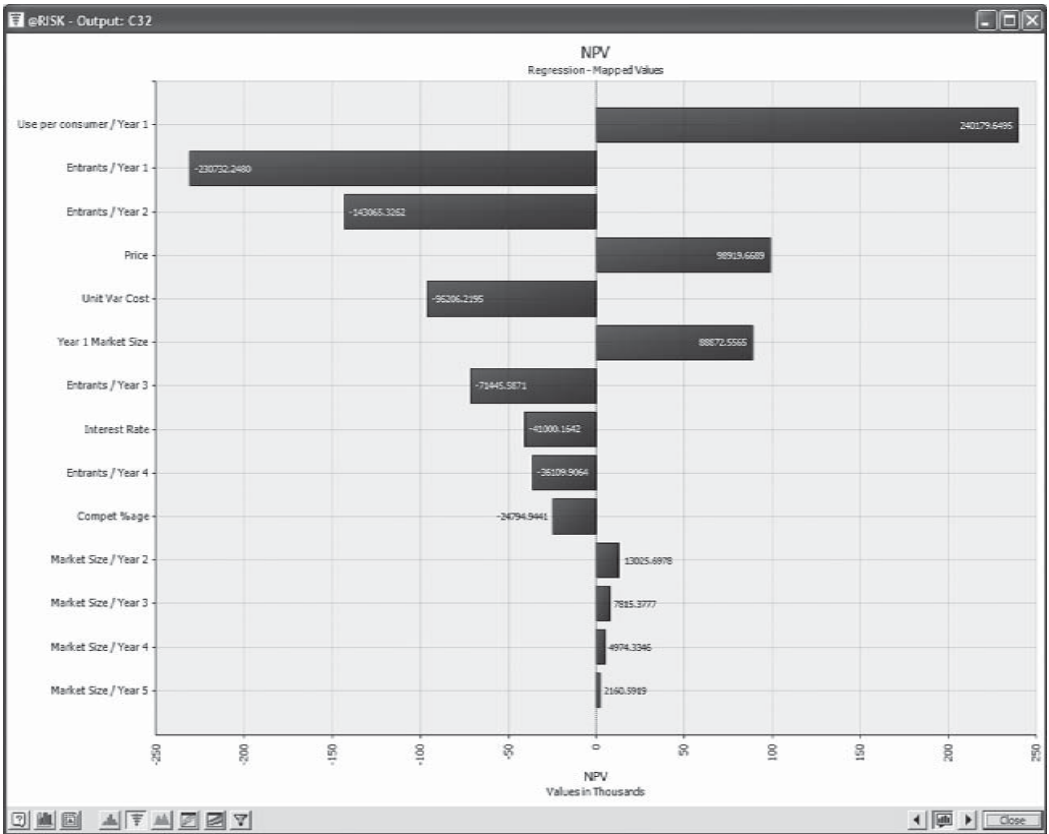 @RISK - Output: C32
NPV
Regression - Mapped Values
Use per consumer / Year 1
240179.6495
Entrants / Year 1
-230732.2480
Entrants / Year 2
-143065.3262
Price
98919.6689
Unit Var Cost
-96206.2195
Year 1 Market Size
88872.5565
Entrants / Year 3
-71445.5871
Interest Rate
-41000.1642
Entrants / Year 4
-36109.9064
Compet %age
-24794.9441
Market Size / Year 2
13025.6978
Market Size / Year 3
7815.3777
Market Size / Year 4
4974.3346
Market Size / Year 5
2160.5919
-250 -200 -150 -100 -50 0 50 100 150 200 250
NPV
Values in Thousands
Close